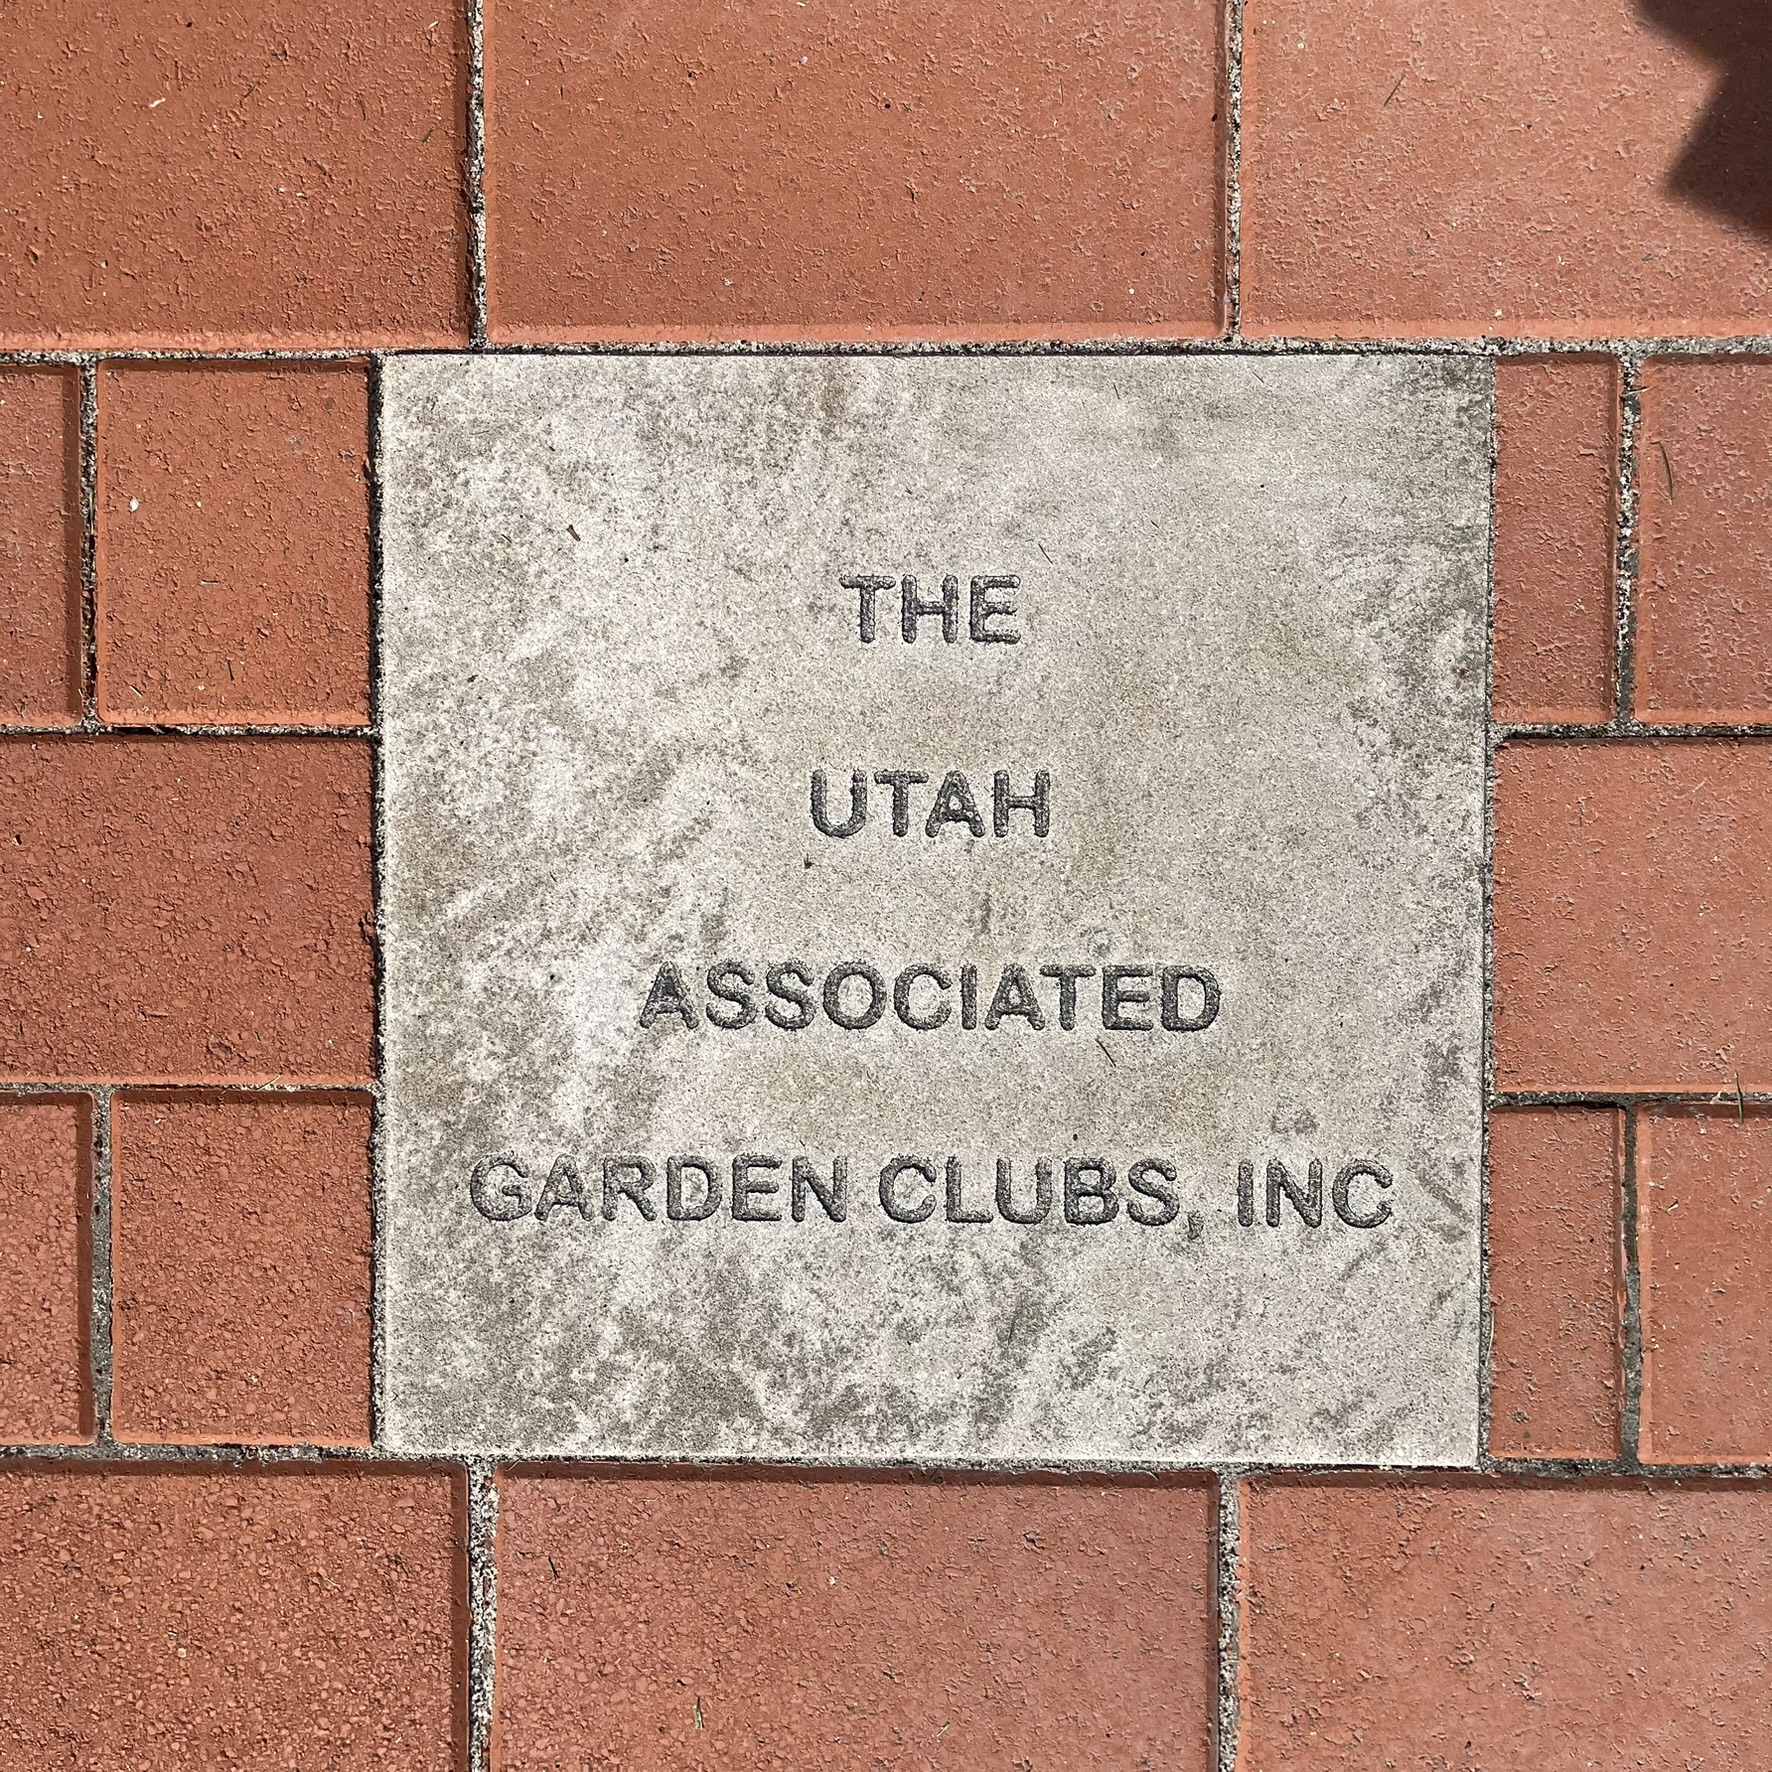 THE
UTAH
ASSOCIATED
GARDEN CLUBS, INC